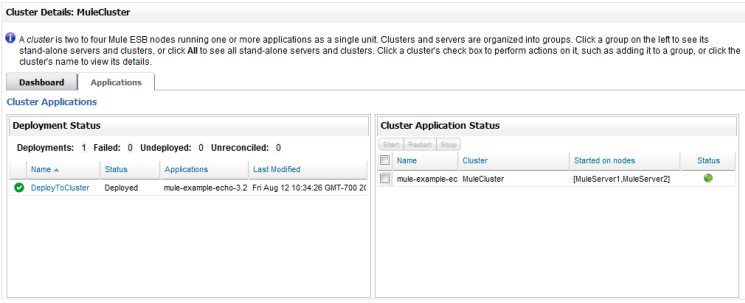 Cluster Details: MuleCluster
A cluster is two to four Mule ESB nodes running one or more applications as a single unit. Clusters and servers are organized into groups. Click a group on the left to see its
stand-alone servers and clusters, or click All to see all stand-alone servers and clusters. Click a cluster's check box to perform actions on it, such as adding it to a group, or click the
cluster's name to view its details.
Dashboard Applications
Cluster Applications
Deployment Status
Deployments: 1 Failed: 0 Undeployed: 0 Unreconciled: 0
Name Status Applications Last Modified
DeployToCluster Deployed mule-example-echo-3.2 Fri Aug 12 10:34:26 GMT-700 20
Cluster Application Status
Start Restart Stop
Name Cluster Started on nodes Status
mule-example-ec MuleCluster [MuleServer1,MuleServer2]